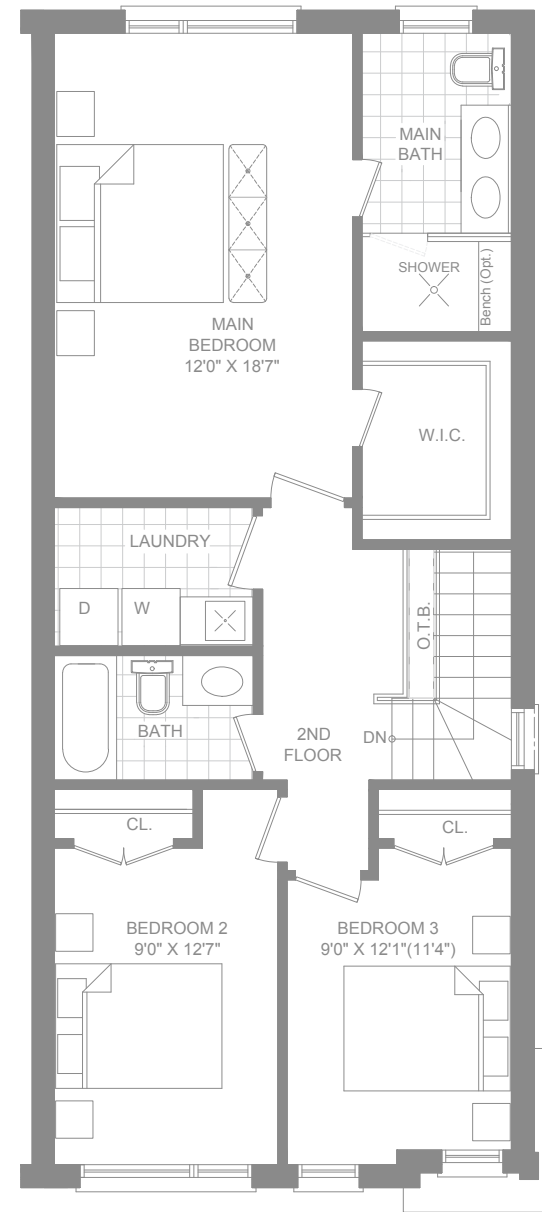 MAIN
BATH
SHOWER
Bench (Opt.)
MAIN
BEDROOM
12'0" X 18'7"
W.I.C.
LAUNDRY
D
W
O.T.B.
BATH
2ND
FLOOR
DN
CL.
CL.
BEDROOM 2
9'0" X 12'7"
BEDROOM 3
9'0" X 12'1"(11'4")